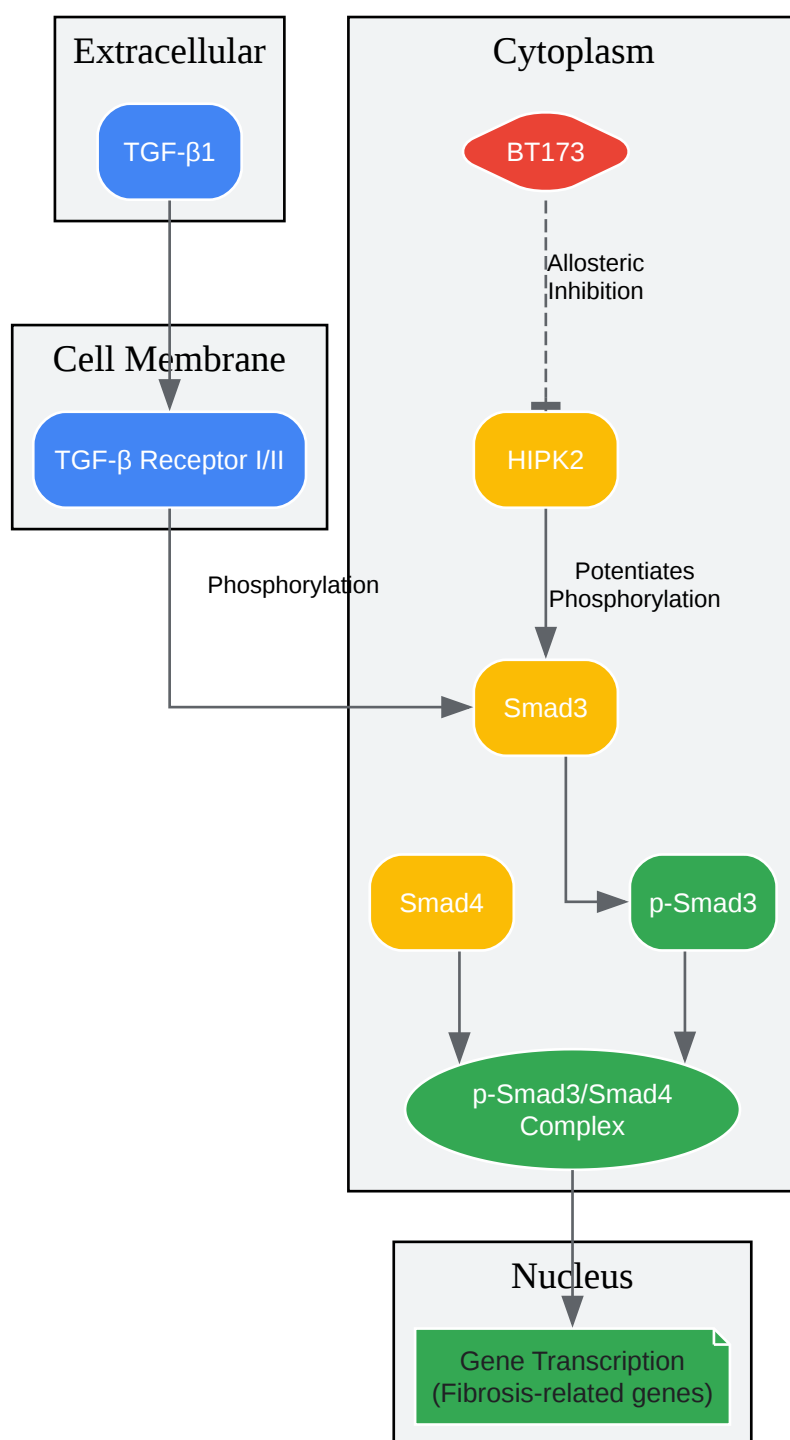 Extracellular
TGF-β1
Cytoplasm
BT173
Allosteric
Inhibition
Cell Membrane
TGF-β Receptor I/II
HIPK2
Phosphorylation
Potentiates
Phosphorylation
Smad3
Smad4
p-Smad3
p-Smad3/Smad4
Complex
Nucleus
Gene Transcription
(Fibrosis-related genes)